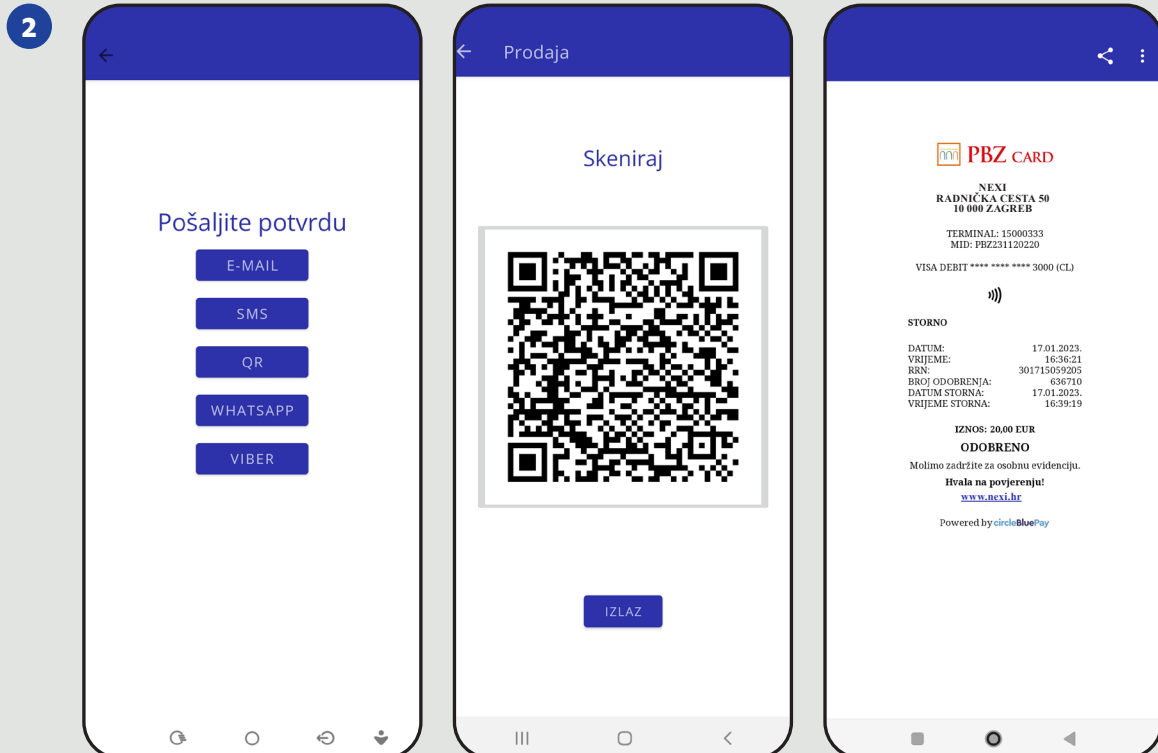 2
Pošaljite potvrdu
E-MAIL
SMS
QR
WHATSAPP
VIBER
Prodaja
Skeniraj
IZLAZ
PBZ CARD
NEXI
RADNIČKA CESTA 50
10 000 ZAGREB
TERMINAL: 15000333
MID: PBZ231120220
VISA DEBIT **** **** **** 3000 (CL)
STORNO
DATUM: 17.01.2023.
VRIJEME: 16:36:21
RRN: 301715059205
BROJ ODOBRENJA: 636710
DATUM STORNA: 17.01.2023.
VRIJEME STORNA: 16:39:19
IZNOS: 20,00 EUR
ODOBRENO
Molimo zadržite za osobnu evidenciju.
Hvala na povjerenju!
www.nexi.hr
Powered by circleBluePay